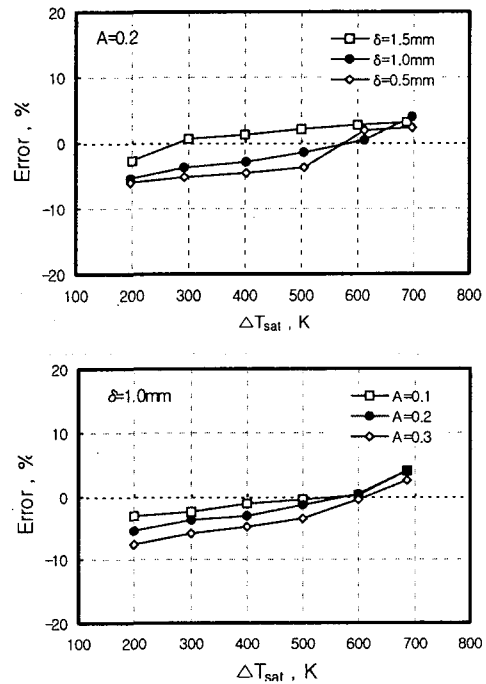 20
A=0.2
δ=1.5mm
δ=1.0mm
δ=0.5mm
10
0
-10
-20
Error , %
100 200 300 400 500 600 700 800
△Tsat , K
20
δ=1.0mm
A=0.1
A=0.2
A=0.3
10
0
-10
-20
Error, %
100 200 300 400 500 600 700 800
△Tsat , K